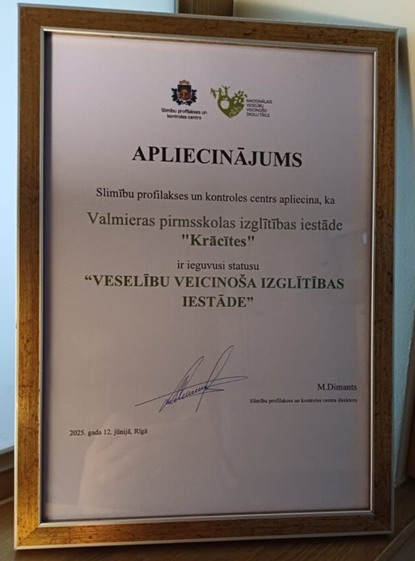 Slimību profilakses un
kontroles centrs
NACIONĀLAIS
VESELĪBU
VEICINOŠO
SKOLU TĪKLS
APLIECINĀJUMS
Slimību profilakses un kontroles centrs apliecina, ka
Valmieras pirmsskolas izglītības iestāde
"Krācītes"
ir ieguvusi statusu
“VESELĪBU VEICINOŠA IZGLĪTĪBAS
IESTĀDE”
M.Dimants
Slimību profilakses un kontroles centra direktors
2025. gada 12. jūnijā, Rīgā